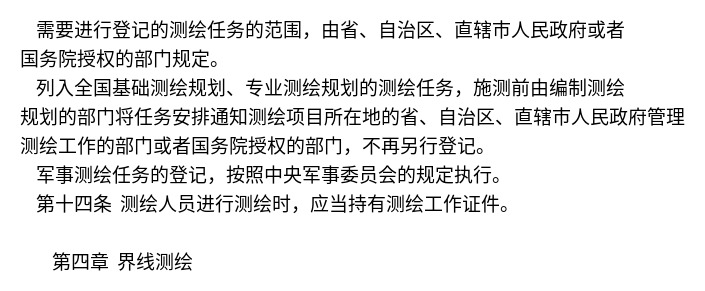 需要进行登记的测绘任务的范围，由省、自治区、直辖市人民政府或者
国务院授权的部门规定。
列入全国基础测绘规划、专业测绘规划的测绘任务，施测前由编制测绘
规划的部门将任务安排通知测绘项目所在地的省、自治区、直辖市人民政府管理
测绘工作的部门或者国务院授权的部门，不再另行登记。
军事测绘任务的登记，按照中央军事委员会的规定执行。
第十四条 测绘人员进行测绘时，应当持有测绘工作证件。
第四章 界线测绘